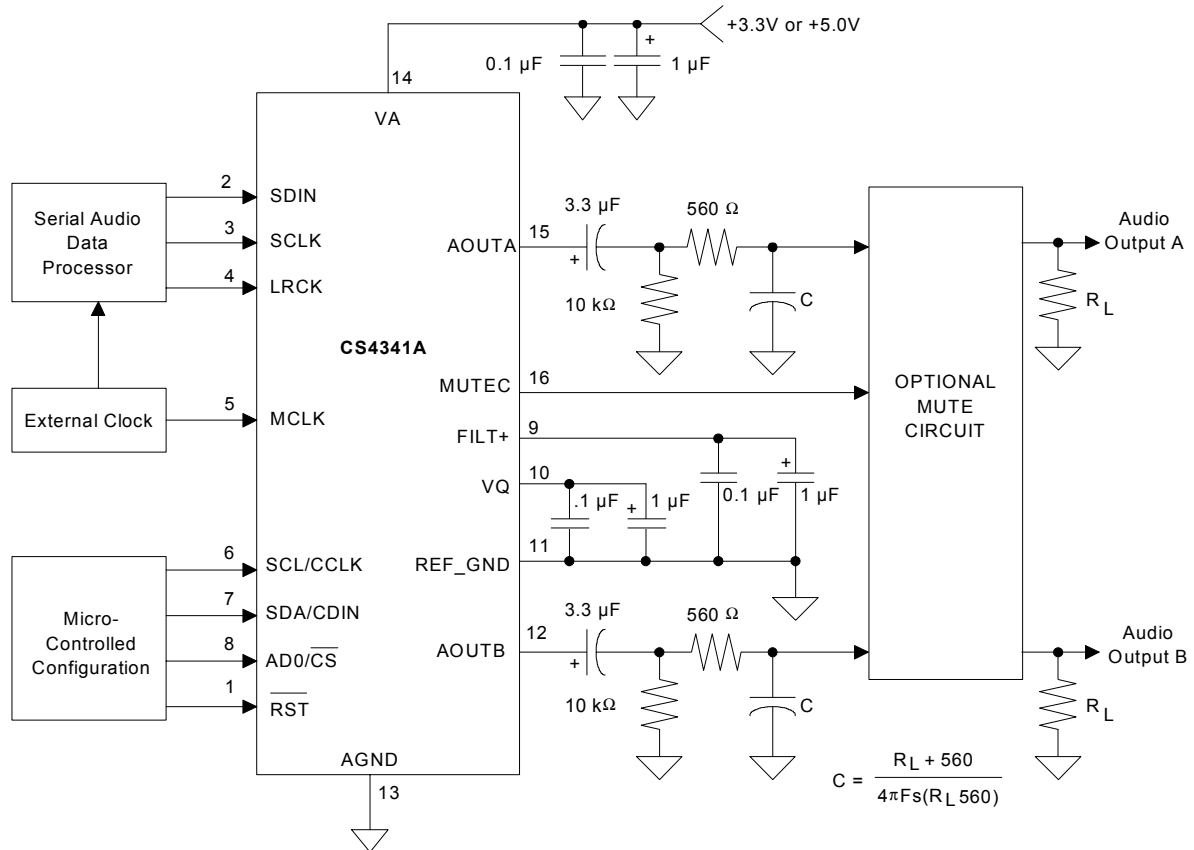 +3.3V or +5.0V
0.1 µF
+
1 µF
14
VA
Serial Audio
Data
Processor
2
SDIN
3
SCLK
4
LRCK
External Clock
5
MCLK
CS4341A
Micro-
Controlled
Configuration
6
SCL/CCLK
7
SDA/CDIN
8
AD0/CS
1
RST
AGND
13
AOUTA
15
3.3 µF
+
560 Ω
10 kΩ
C
MUTEC
16
FILT+
9
0.1 µF
+
1 µF
VQ
10
.1 µF
+
1 µF
REF_GND
11
AOUTB
12
3.3 µF
+
560 Ω
10 kΩ
C
OPTIONAL
MUTE
CIRCUIT
Audio
Output A
R L
Audio
Output B
R L
C = R L + 560
4πFs(R L 560)